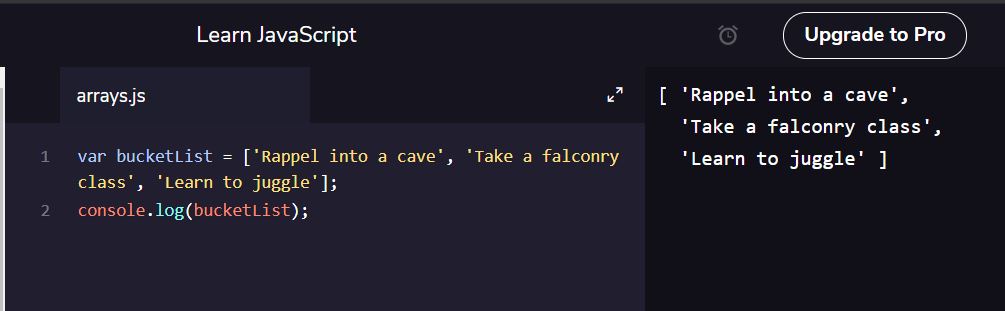 Learn JavaScript
Upgrade to Pro
arrays.js
1 var bucketList = ['Rappel into a cave', 'Take a falconry
class', 'Learn to juggle'];
2 console.log(bucketList);
[ 'Rappel into a cave',
'Take a falconry class',
'Learn to juggle' ]